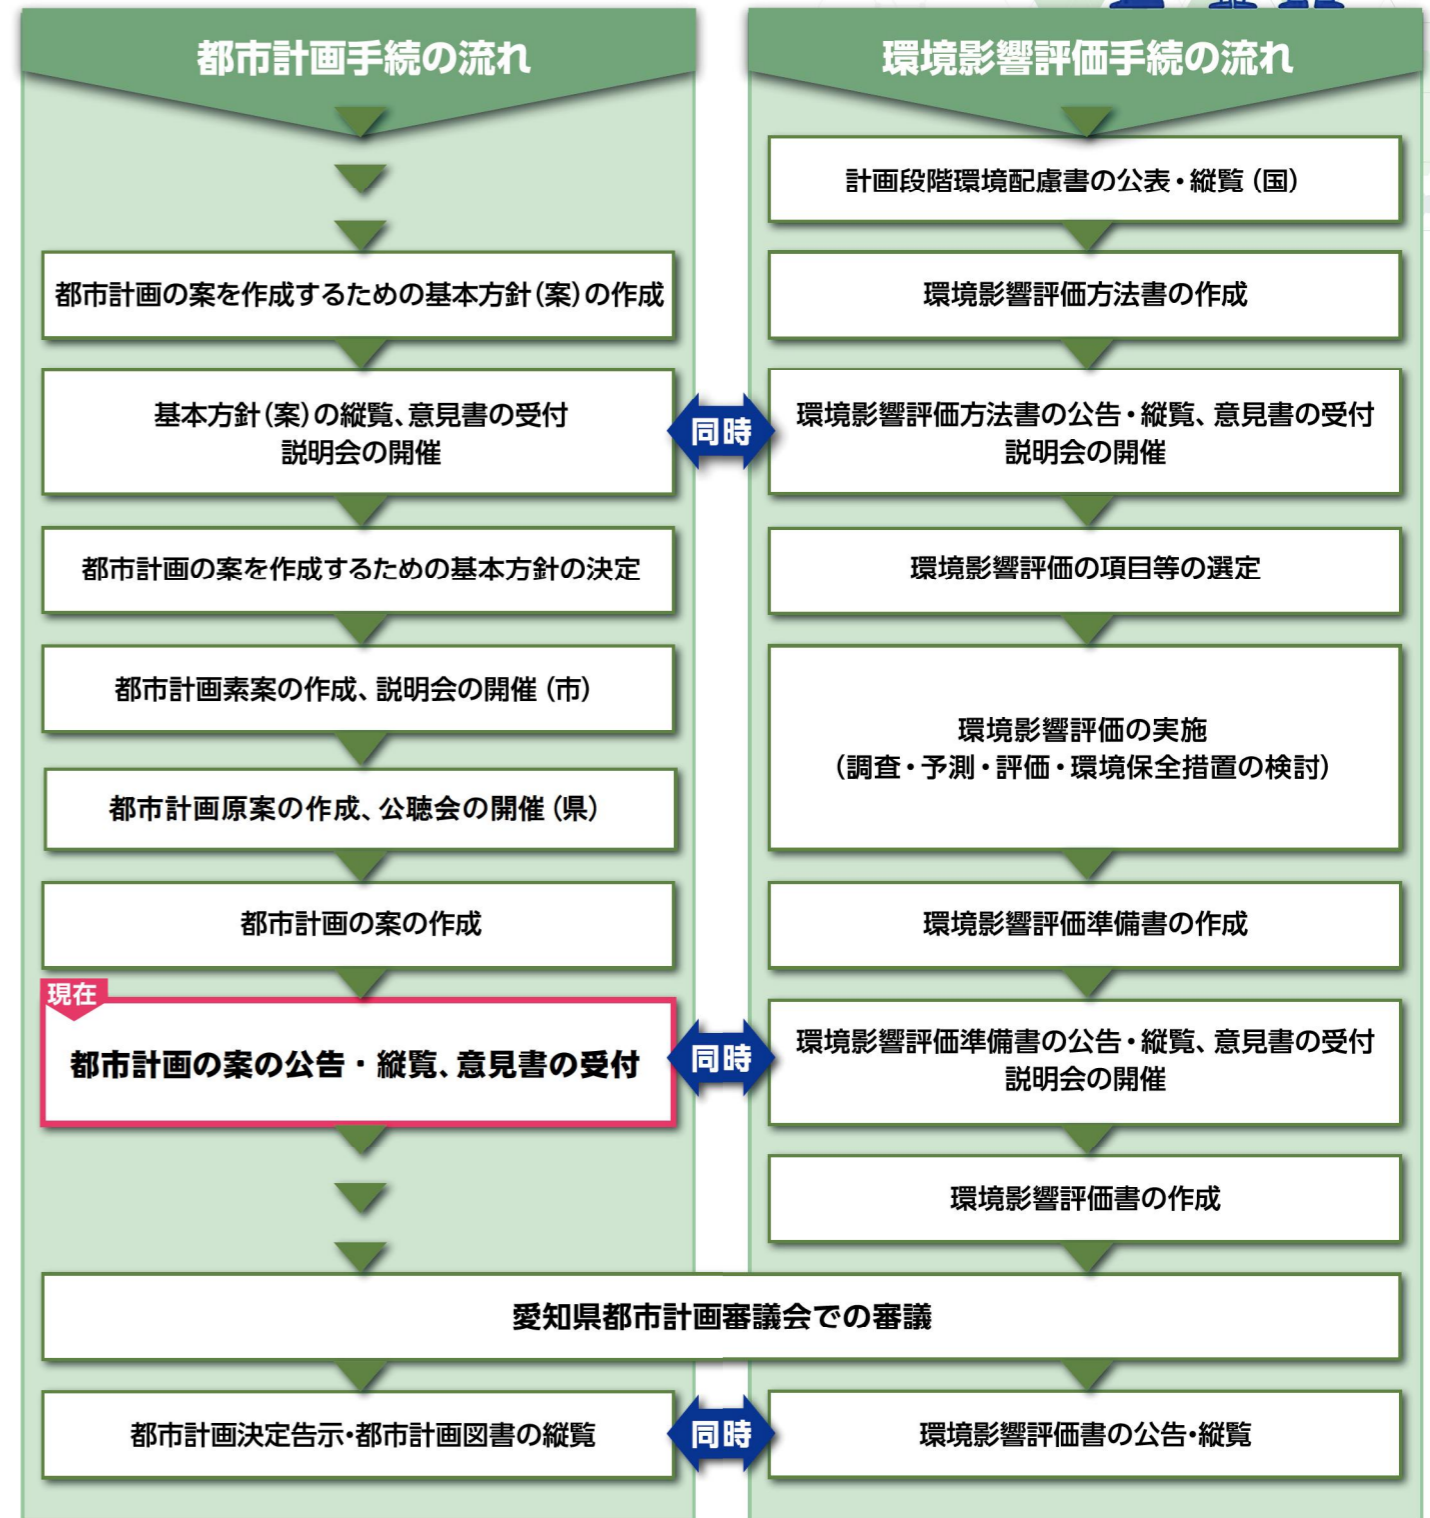 都市計画手続の流れ
都市計画の案を作成するための基本方針(案)の作成
基本方針(案)の縦覧、意見書の受付
説明会の開催
都市計画の案を作成するための基本方針の決定
都市計画素案の作成、説明会の開催(市)
都市計画原案の作成、公聴会の開催(県)
都市計画の案の作成
現在
都市計画の案の公告・縦覧、意見書の受付
環境影響評価手続の流れ
計画段階環境配慮書の公表・縦覧(国)
環境影響評価方法書の作成
同時
環境影響評価方法書の公告・縦覧、意見書の受付
説明会の開催
環境影響評価の項目等の選定
環境影響評価の実施
(調査・予測・評価・環境保全措置の検討)
環境影響評価準備書の作成
同時
環境影響評価準備書の公告・縦覧、意見書の受付
説明会の開催
環境影響評価書の作成
愛知県都市計画審議会での審議
都市計画決定告示・都市計画図書の縦覧
同時
環境影響評価書の公告・縦覧